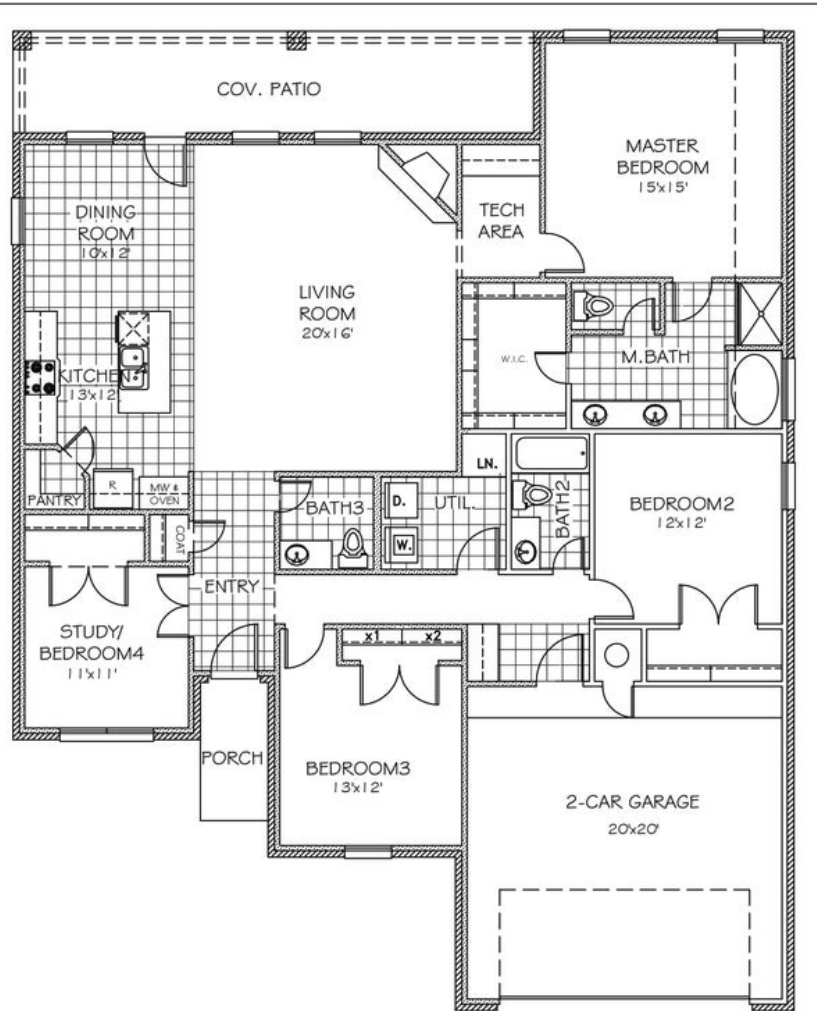 COV. PATIO
MASTER
BEDROOM
15'x15'
TECH
AREA
DINING
ROOM
10'x12'
LIVING
ROOM
20'x16'
KITCHEN
13'x12'
W.I.C.
M.BATH
PANTRY
R
MW &
OVEN
COAT
BATH3
D.
W.
UTIL.
LN.
BATH2
BEDROOM2
12'x12'
ENTRY
STUDY/
BEDROOM4
11'x11'
x1
x2
PORCH
BEDROOM3
13'x12'
2-CAR GARAGE
20'x20'